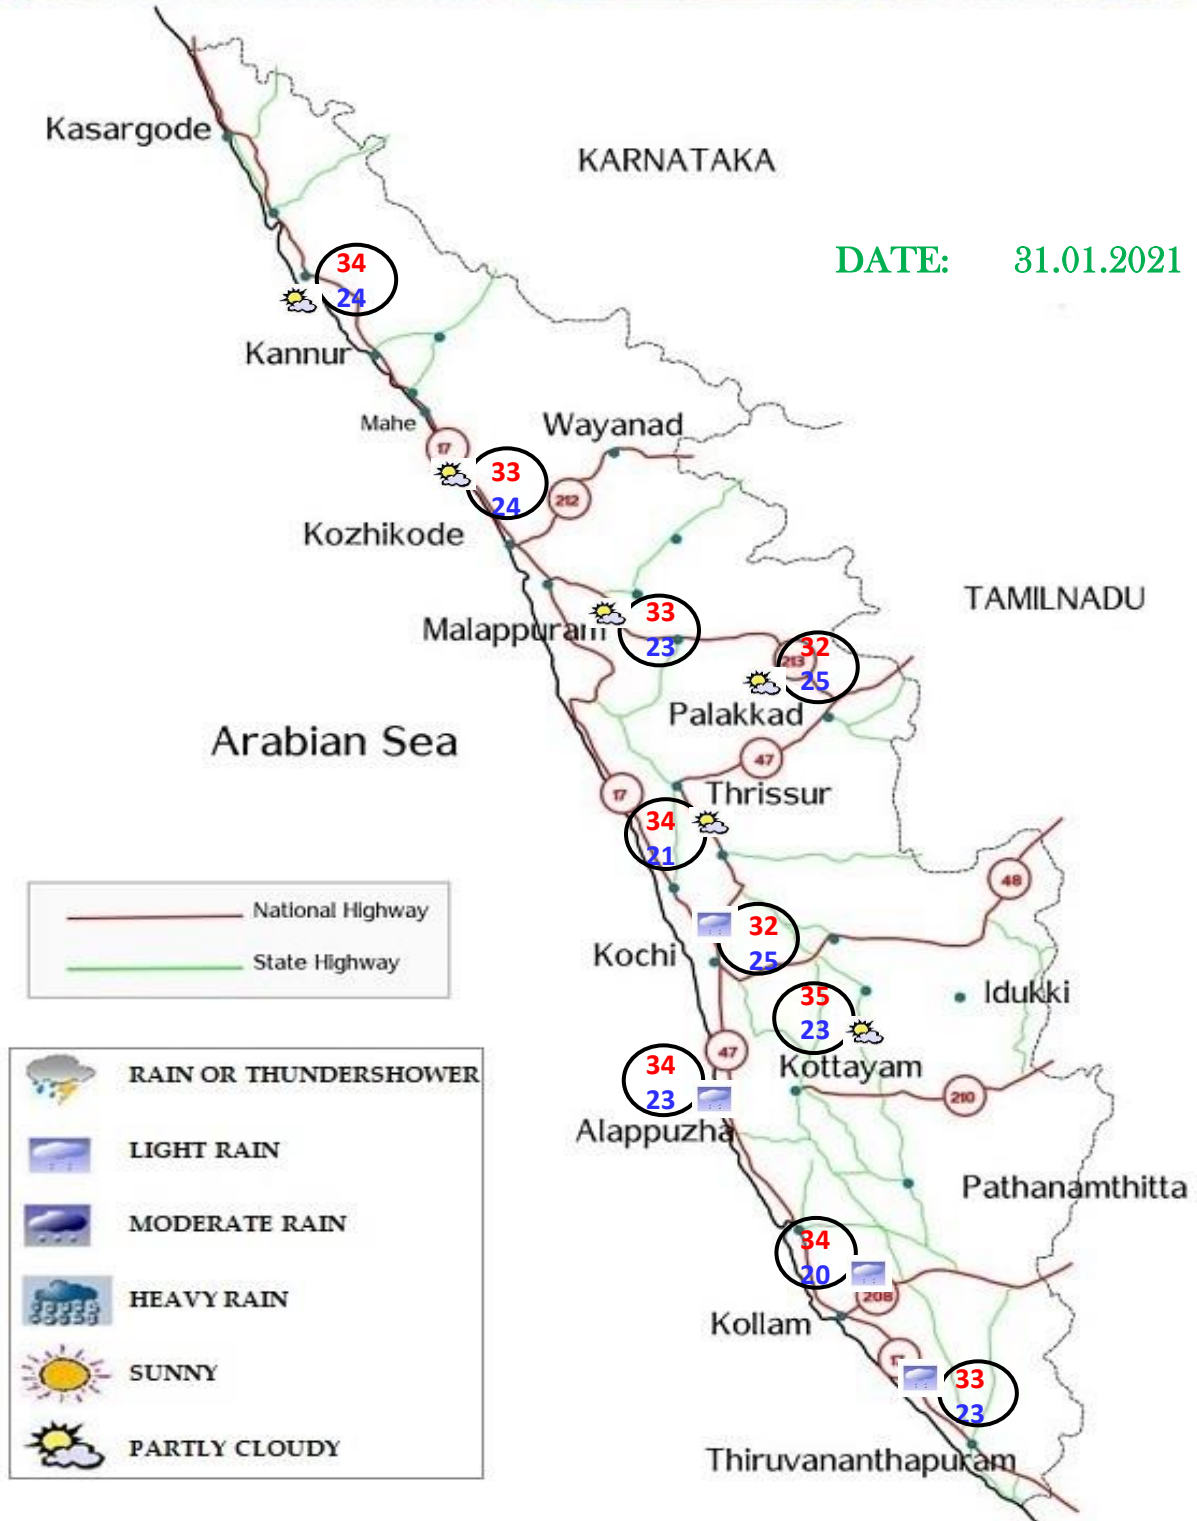 Kasargode
KARNATAKA
DATE: 31.01.2021
34
24
Kannur
Mahe
Wayanad
17
33
24
212
Kozhikode
TAMILNADU
33
Malappuram
23
32
213
25
Palakkad
Arabian Sea
47
17
Thrissur
34
21
48
National Highway
State Highway
32
25
Kochi
Idukki
35
23
47
34
23
Kottayam
210
Alappuzha
RAIN OR THUNDERSHOWER
LIGHT RAIN
MODERATE RAIN
HEAVY RAIN
SUNNY
PARTLY CLOUDY
Pathanamthitta
34
20
208
Kollam
33
23
Thiruvananthapuram